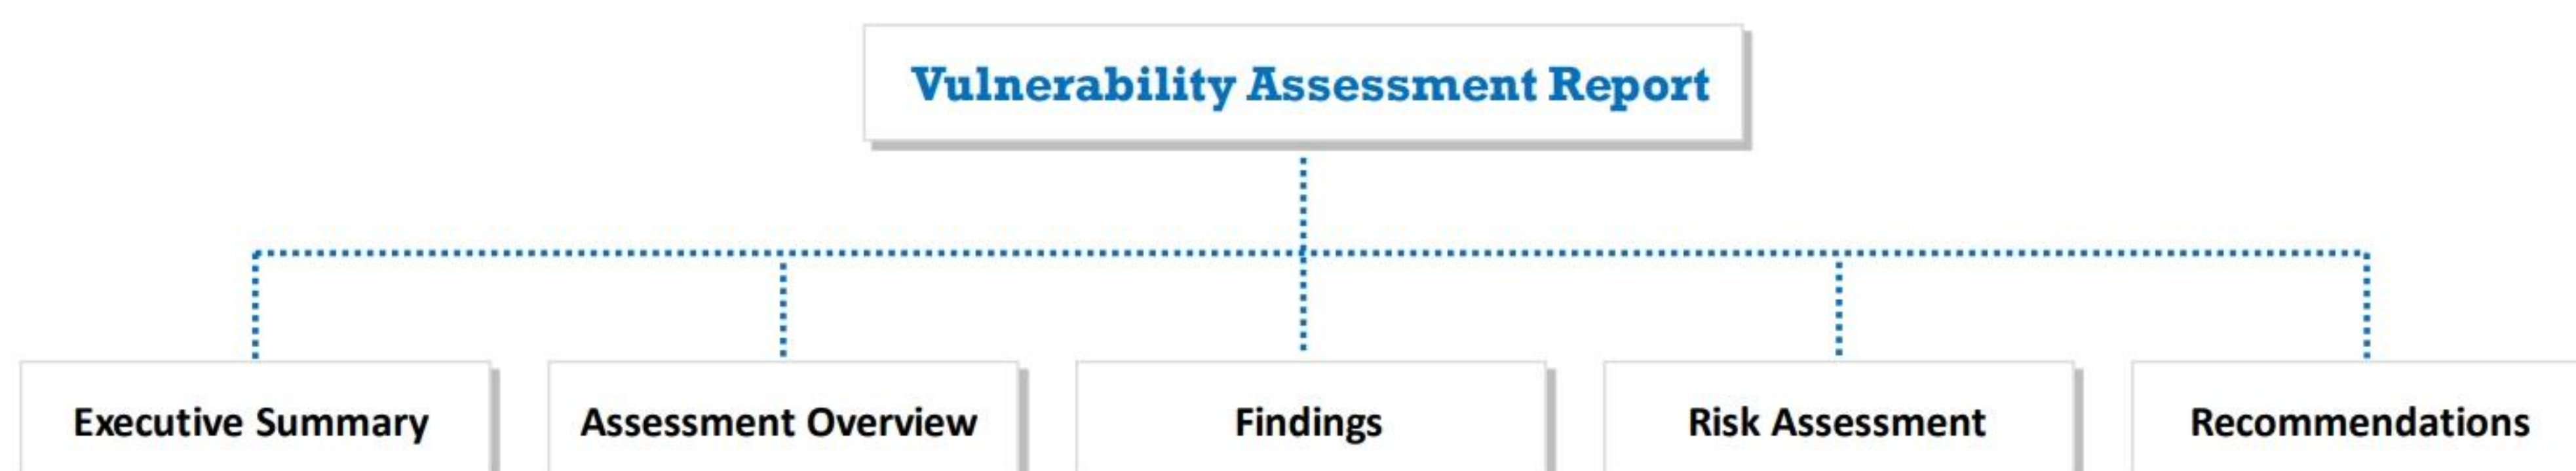 Vulnerability Assessment Report
Executive Summary
Assessment Overview
Findings
Risk Assessment
Recommendations